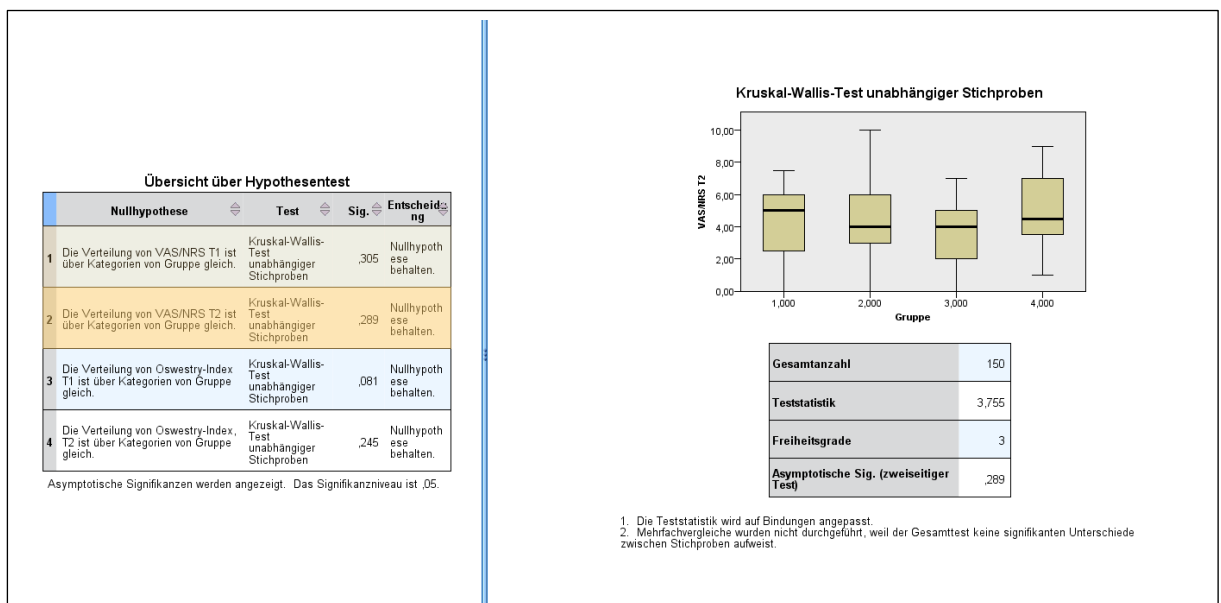 Übersicht über Hypothesentest
Nullhypothese Test Sig. Entscheidu
ng
1 Die Verteilung von VAS/NRS T1 ist
über Kategorien von Gruppe gleich.
Kruskal-Wallis-
Test
unabhängiger
Stichproben
,305
Nullhypoth
ese
behalten.
2 Die Verteilung von VAS/NRS T2 ist
über Kategorien von Gruppe gleich.
Kruskal-Wallis-
Test
unabhängiger
Stichproben
,289
Nullhypoth
ese
behalten.
3 Die Verteilung von Oswestry-Index
T1 ist über Kategorien von Gruppe
gleich.
Kruskal-Wallis-
Test
unabhängiger
Stichproben
,081
Nullhypoth
ese
behalten.
4 Die Verteilung von Oswestry-Index,
T2 ist über Kategorien von Gruppe
gleich.
Kruskal-Wallis-
Test
unabhängiger
Stichproben
,245
Nullhypoth
ese
behalten.
Asymptotische Signifikanzen werden angezeigt. Das Signifikanzniveau ist ,05.
Kruskal-Wallis-Test unabhängiger Stichproben
VAS/NRS T2
10,00
8,00
6,00
4,00
2,00
0,00
1,000 2,000 3,000 4,000
Gruppe
Gesamtanzahl 150
Teststatistik 3,755
Freiheitsgrade 3
Asymptotische Sig. (zweiseitiger
Test) ,289
1. Die Teststatistik wird auf Bindungen angepasst.
2. Mehrfachvergleiche wurden nicht durchgeführt, weil der Gesamttest keine signifikanten Unterschiede
zwischen Stichproben aufweist.